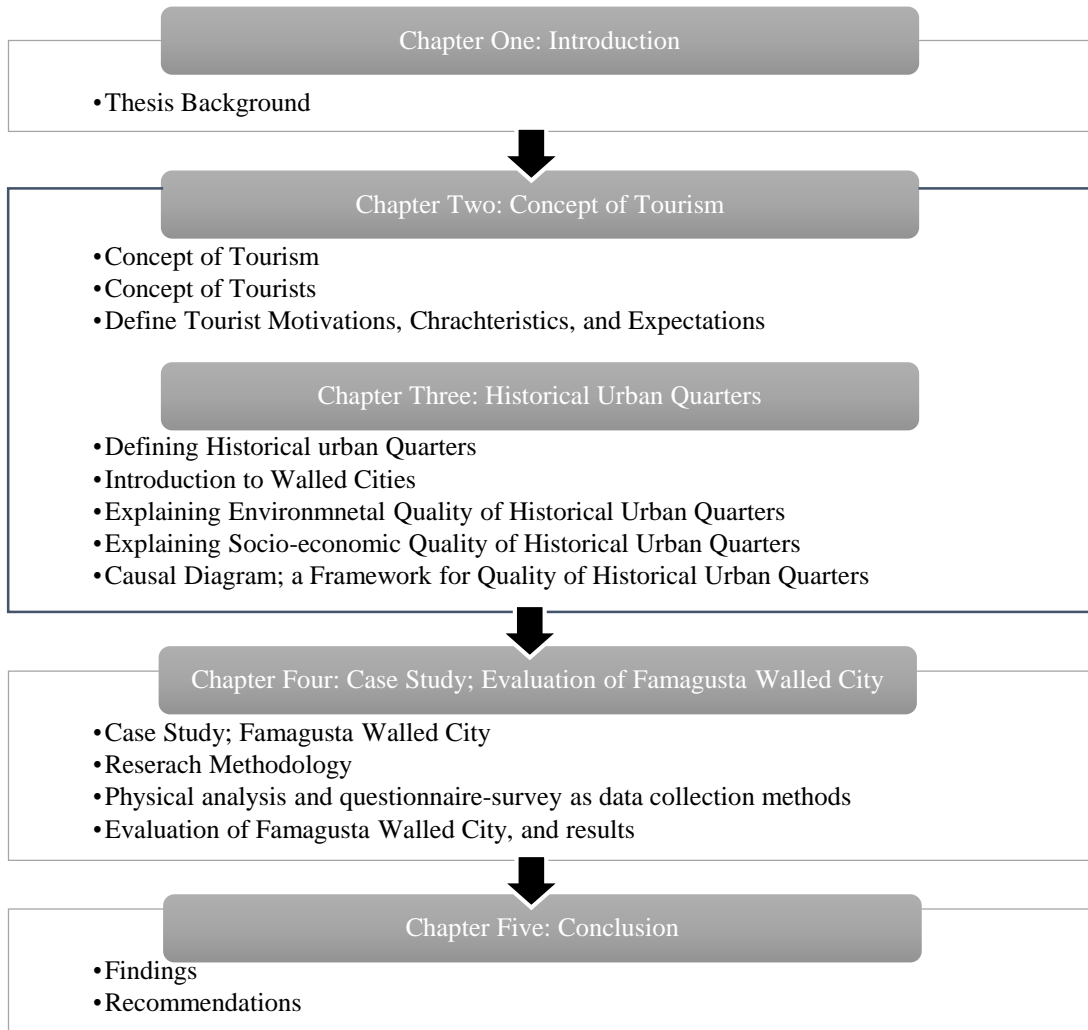 Chapter One: Introduction
•Thesis Background
Chapter Two: Concept of Tourism
•Concept of Tourism
•Concept of Tourists
•Define Tourist Motivations, Chrachteristics, and Expectations
Chapter Three: Historical Urban Quarters
•Defining Historical urban Quarters
•Introduction to Walled Cities
•Explaining Environmnetal Quality of Historical Urban Quarters
•Explaining Socio-economic Quality of Historical Urban Quarters
•Causal Diagram; a Framework for Quality of Historical Urban Quarters
Chapter Four: Case Study; Evaluation of Famagusta Walled City
•Case Study; Famagusta Walled City
•Reserach Methodology
•Physical analysis and questionnaire-survey as data collection methods
•Evaluation of Famagusta Walled City, and results
Chapter Five: Conclusion
•Findings
•Recommendations